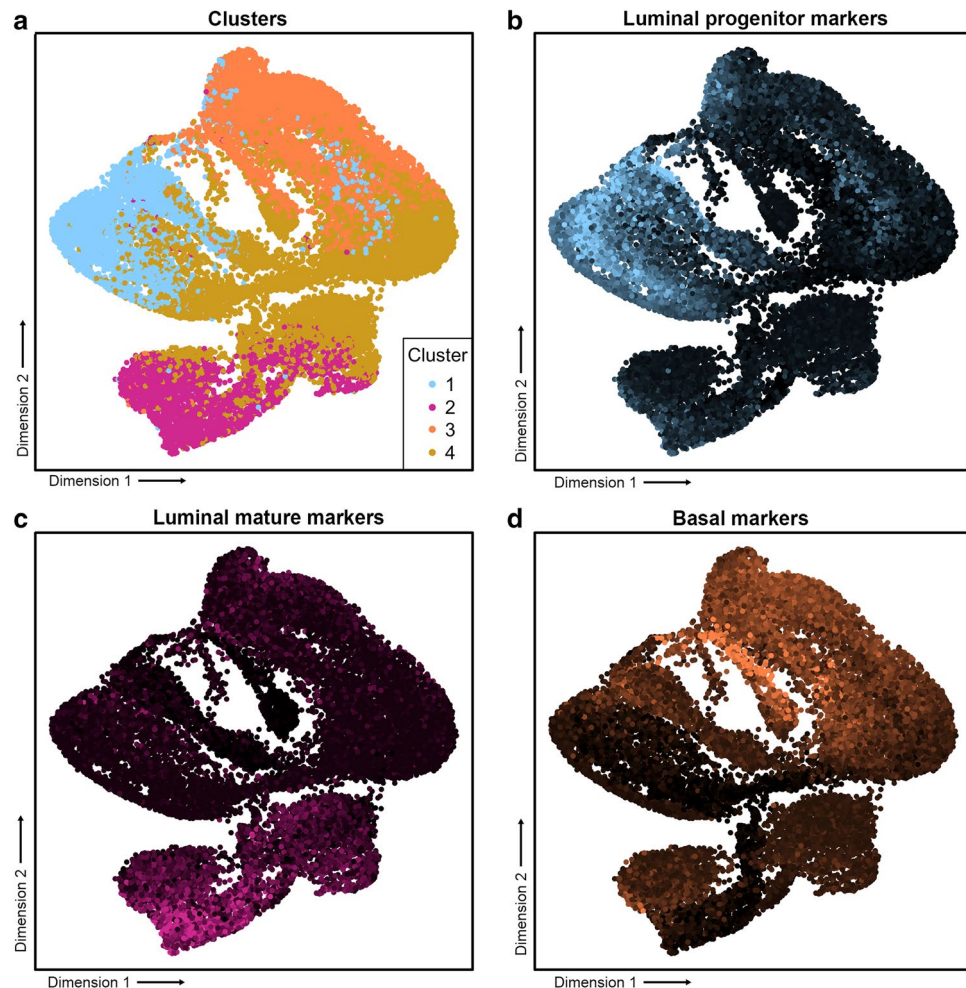 a Clusters
Dimension 2
Dimension 1
Cluster
1
2
3
4
b Luminal progenitor markers
Dimension 2
Dimension 1
c Luminal mature markers
Dimension 2
Dimension 1
d Basal markers
Dimension 2
Dimension 1